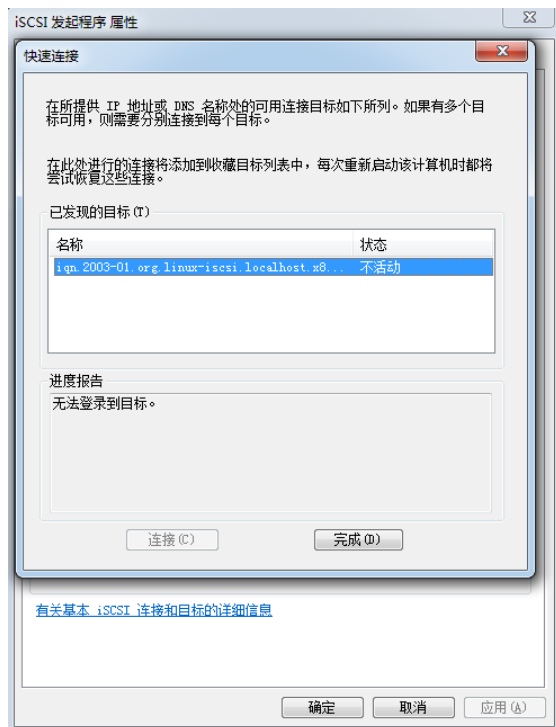 iSCSI 发起程序 属性
快速连接
在所提供 IP 地址或 DNS 名称处的可用连接目标如下所列。如果有多个目
标可用，则需要分别连接到每个目标。
在此处进行的连接将添加到收藏目标列表中，每次重新启动该计算机时都将
尝试恢复这些连接。
已发现的目标(T)
名称 状态
iqn.2003-01.org.linux-iscsi.localhost.x8... 不活动
进度报告
无法登录到目标。
连接(C) 完成(D)
有关基本 iSCSI 连接和目标的详细信息
确定 取消 应用(A)